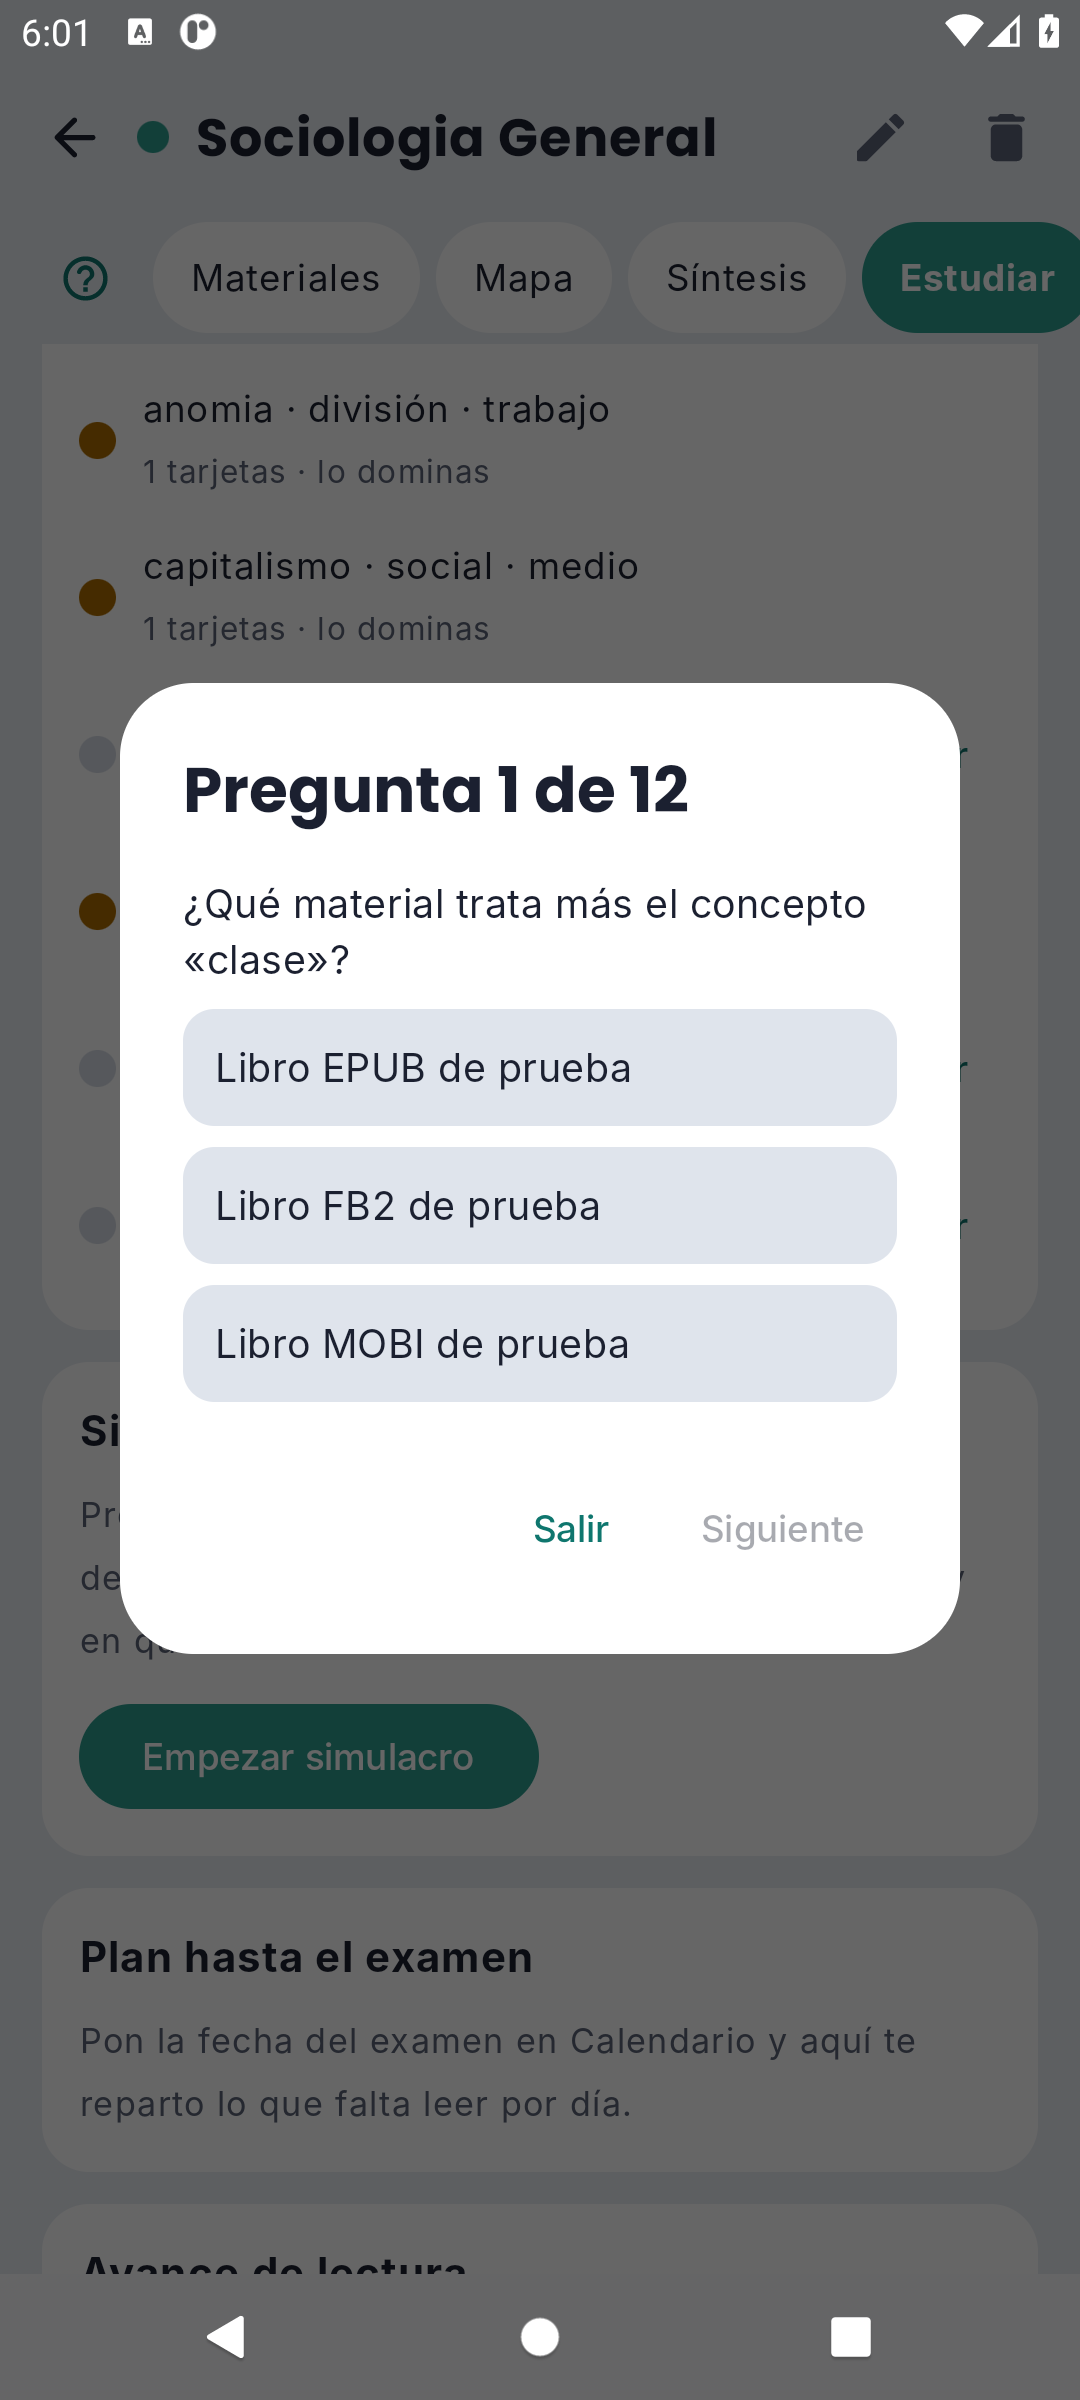 6:01
Sociologia General
Materiales
Mapa
Síntesis
Estudiar
anomia · división · trabajo
1 tarjetas · lo dominas
capitalismo · social · medio
1 tarjetas · lo dominas
Pregunta 1 de 12
¿Qué material trata más el concepto
«clase»?
Libro EPUB de prueba
Libro FB2 de prueba
Libro MOBI de prueba
Salir
Siguiente
Empezar simulacro
Plan hasta el examen
Pon la fecha del examen en Calendario y aquí te
reparto lo que falta leer por día.
Avance de lectura